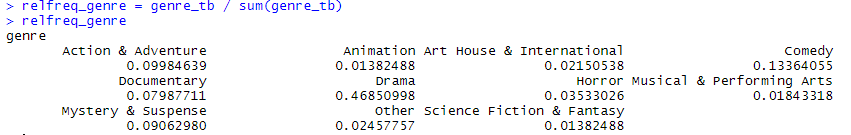 > relfreq_genre = genre_tb / sum(genre_tb)
> relfreq_genre
genre
Action & Adventure Animation Art House & International Comedy
0.09984639 0.01382488 0.02150538 0.13364055
Documentary Drama Horror Musical & Performing Arts
0.07987711 0.46850998 0.03533026 0.01843318
Mystery & Suspense Other Science Fiction & Fantasy
0.09062980 0.02457757 0.01382488